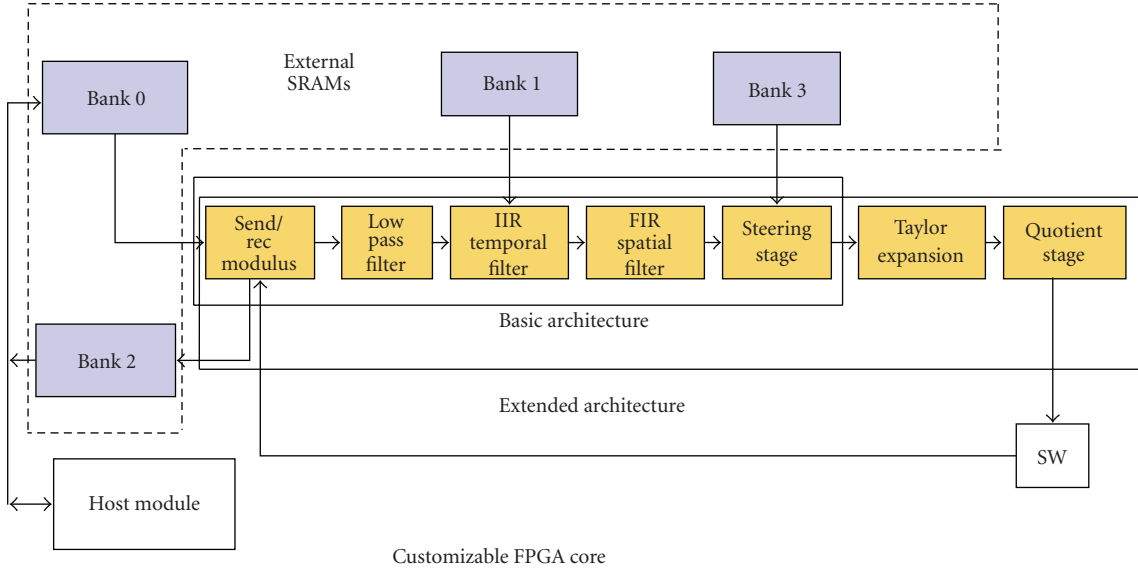 External
SRAMs
Bank 0
Bank 1
Bank 3
Send/
rec
modulus
Low
pass
filter
IIR
temporal
filter
FIR
spatial
filter
Steering
stage
Taylor
expansion
Quotient
stage
Basic architecture
Bank 2
Extended architecture
SW
Host module
Customizable FPGA core